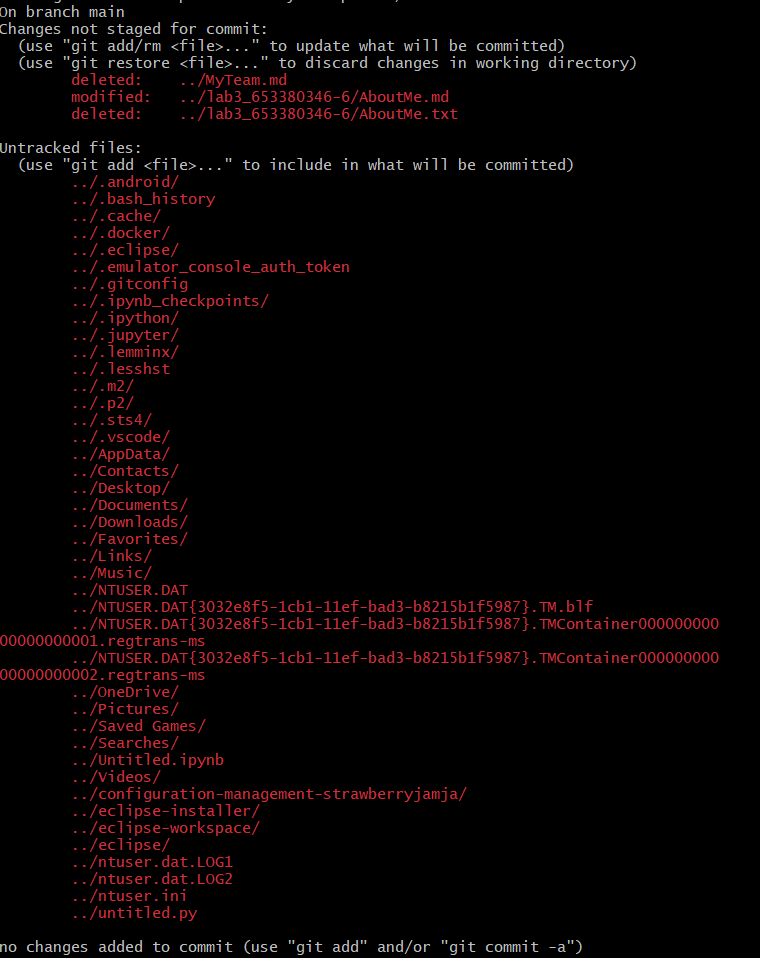 On branch main
Changes not staged for commit:
  (use "git add/rm <file>..." to update what will be committed)
  (use "git restore <file>..." to discard changes in working directory)
        deleted:    ../MyTeam.md
        modified:   ../lab3_653380346-6/AboutMe.md
        deleted:    ../lab3_653380346-6/AboutMe.txt

Untracked files:
  (use "git add <file>..." to include in what will be committed)
        ../.android/
        ../.bash_history
        ../.cache/
        ../.docker/
        ../.eclipse/
        ../.emulator_console_auth_token
        ../.gitconfig
        ../.ipynb_checkpoints/
        ../.ipython/
        ../.jupyter/
        ../.lemminx/
        ../.lesshst
        ../.m2/
        ../.p2/
        ../.sts4/
        ../.vscode/
        ../AppData/
        ../Contacts/
        ../Desktop/
        ../Documents/
        ../Downloads/
        ../Favorites/
        ../Links/
        ../Music/
        ../NTUSER.DAT
        ../NTUSER.DAT{3032e8f5-1cb1-11ef-bad3-b8215b1f5987}.TM.blf
        ../NTUSER.DAT{3032e8f5-1cb1-11ef-bad3-b8215b1f5987}.TMContainer000000000
00000000001.regtrans-ms
        ../NTUSER.DAT{3032e8f5-1cb1-11ef-bad3-b8215b1f5987}.TMContainer000000000
00000000002.regtrans-ms
        ../OneDrive/
        ../Pictures/
        ../Saved Games/
        ../Searches/
        ../Untitled.ipynb
        ../Videos/
        ../configuration-management-strawberryjamja/
        ../eclipse-installer/
        ../eclipse-workspace/
        ../eclipse/
        ../ntuser.dat.LOG1
        ../ntuser.dat.LOG2
        ../ntuser.ini
        ../untitled.py

no changes added to commit (use "git add" and/or "git commit -a")